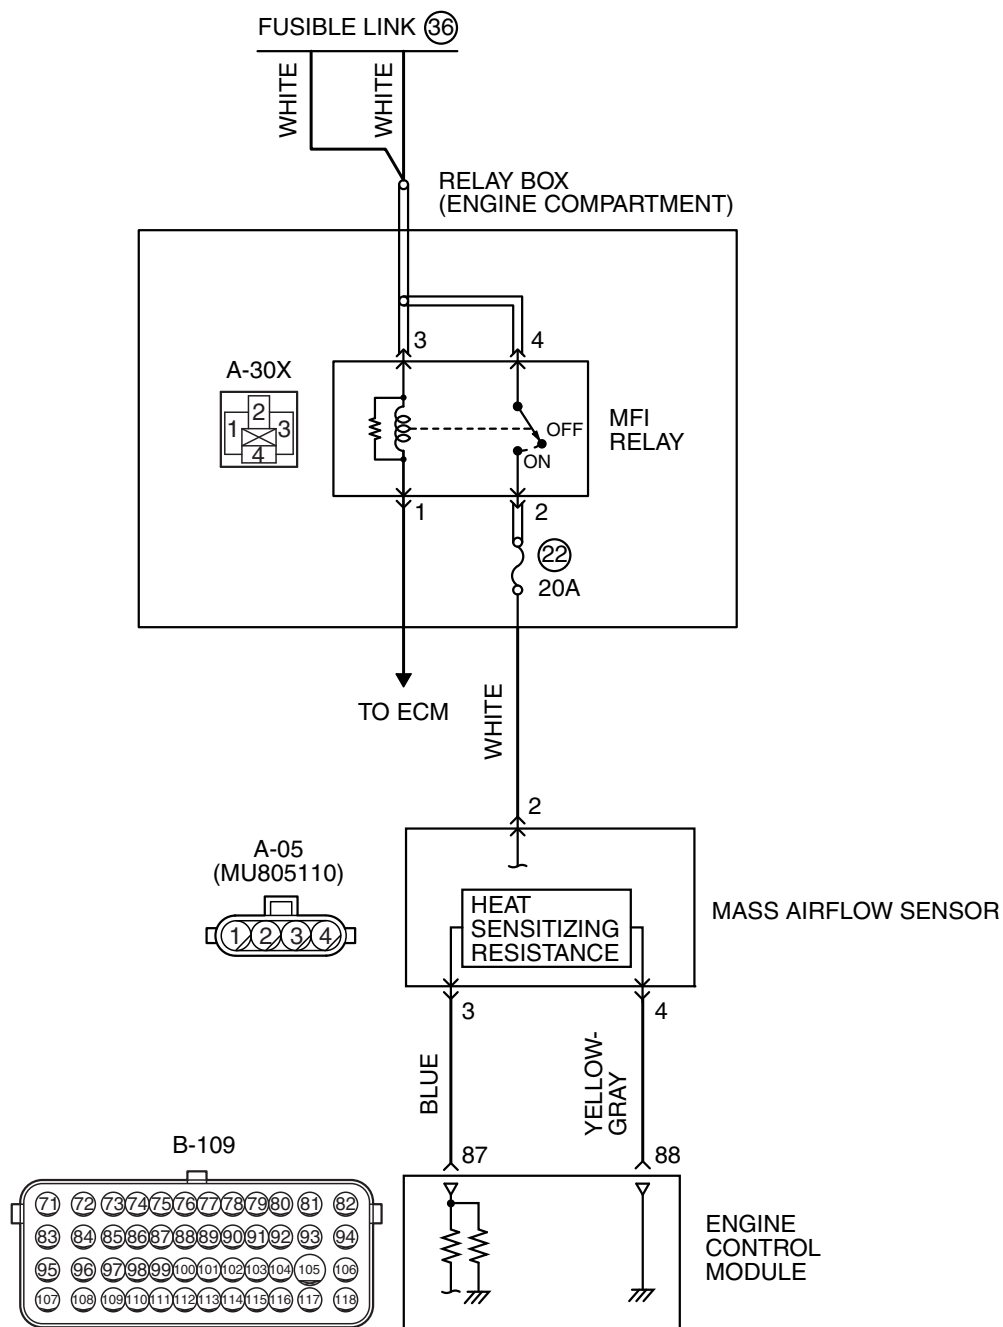 FUSIBLE LINK 36
WHITE
WHITE
RELAY BOX
(ENGINE COMPARTMENT)
3
4
A-30X
2
1
3
4
OFF
ON
MFI
RELAY
1
2
22
20A
TO ECM
WHITE
2
A-05
(MU805110)
1 2 3 4
HEAT
SENSITIZING
RESISTANCE
MASS AIRFLOW SENSOR
3
4
BLUE
YELLOW-
GRAY
B-109
87
88
71 72 73 74 75 76 77 78 79 80 81 82
83 84 85 86 87 88 89 90 91 92 93 94
95 96 97 98 99 100 101 102 103 104 105 106
107 108 109 110 111 112 113 114 115 116 117 118
ENGINE
CONTROL
MODULE